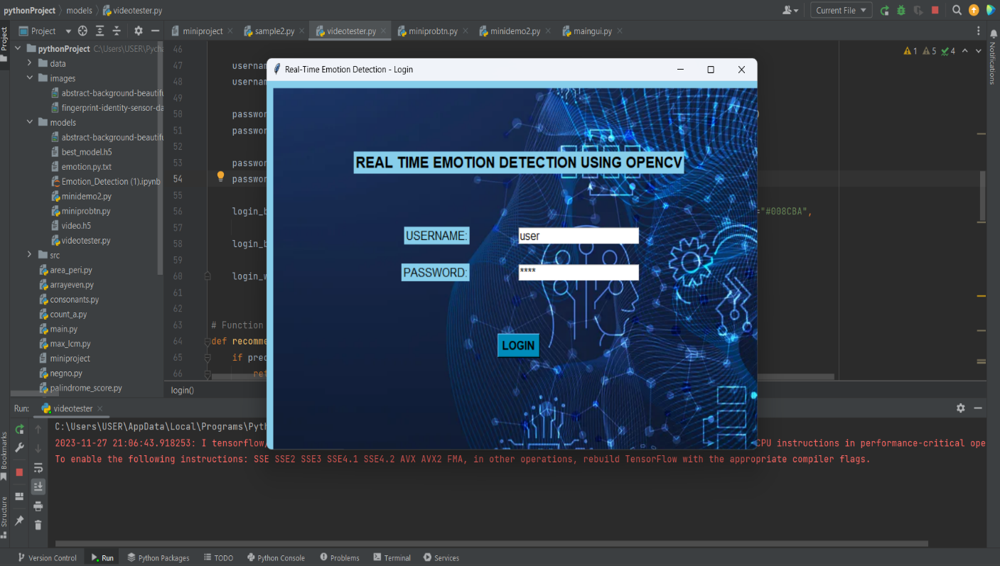 pythonProject models videotester.py Current File
Project miniproject sample2.py videotester.py miniprobtn.py minidemo2.py maingui.py
Project
Notifications
pythonProject C:\Users\USER\Pycha
data
images
abstract-background-beautifu
fingerprint-identity-sensor-da
models
abstract-background-beautifu
best_model.h5
emotion.py.txt
Emotion_Detection (1).ipynb
minidemo2.py
miniprobtn.py
video.h5
videotester.py
src
area_peri.py
arrayeven.py
consonants.py
count_a.py
main.py
max_lcm.py
miniproject
negno.py
palindrome_score.py
46
47 usernam
48 usernam
49
50 passwor
51 passwor
52
53 passwor
54 passwor
55
56 login_b ="#008CBA",
57
58 login_b
59
60 login_w
61
62
63 # Function
64 def recomme
65 if pred
66 ret
1 5 4
login()
Real-Time Emotion Detection - Login
REAL TIME EMOTION DETECTION USING OPENCV
USERNAME: user
PASSWORD: ****
LOGIN
Run: videotester
C:\Users\USER\AppData\Local\Programs\Pyth
2023-11-27 21:06:43.918253: I tensorflow/ CPU instructions in performance-critical ope
To enable the following instructions: SSE SSE2 SSE3 SSE4.1 SSE4.2 AVX AVX2 FMA, in other operations, rebuild TensorFlow with the appropriate compiler flags.
Bookmarks
Structure
Version Control Run Python Packages TODO Python Console Problems Terminal Services